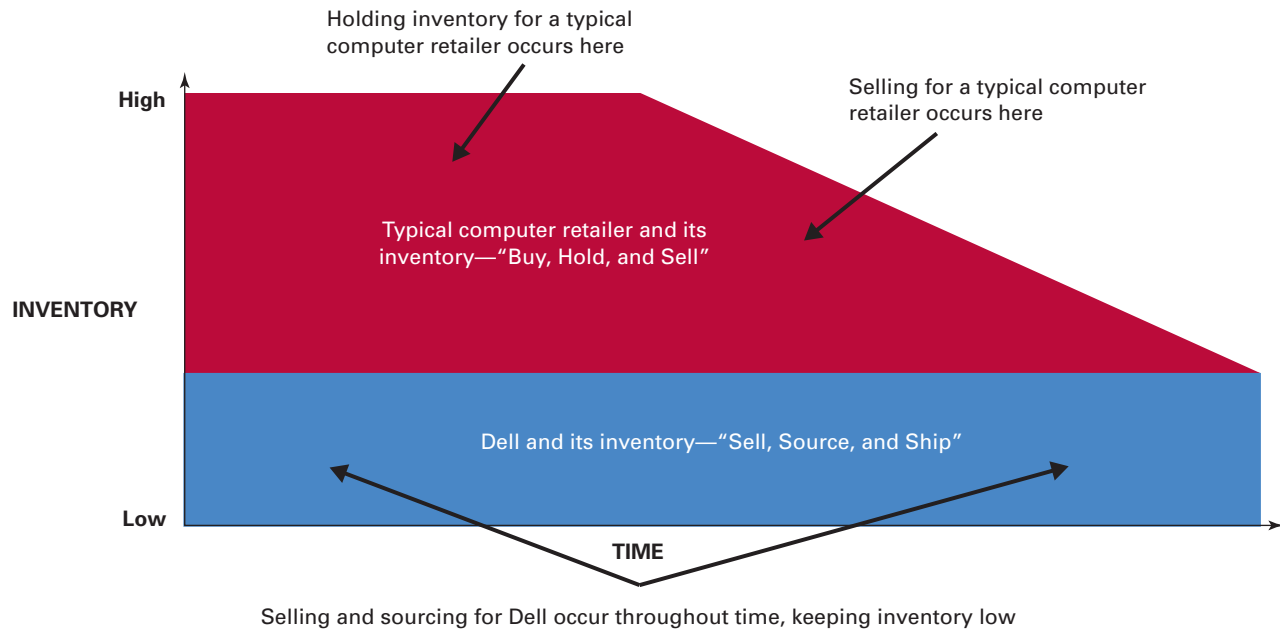 Holding inventory for a typical
computer retailer occurs here
Selling for a typical computer
retailer occurs here
High
Typical computer retailer and its
inventory—“Buy, Hold, and Sell”
INVENTORY
Dell and its inventory—“Sell, Source, and Ship”
Low
TIME
Selling and sourcing for Dell occur throughout time, keeping inventory low